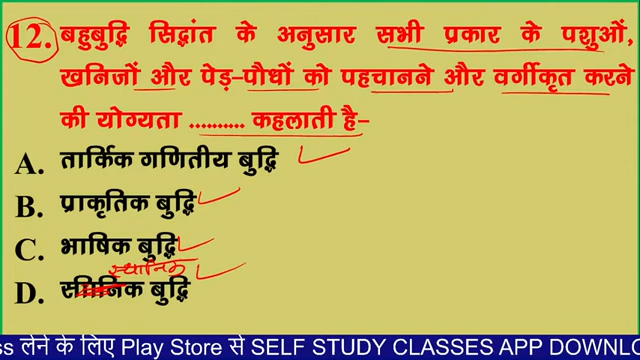 12. बहुबुद्धि सिद्धांत के अनुसार सभी प्रकार के पशुओं,
खनिजों और पेड़-पौधों को पहचानने और वर्गीकृत करने
की योग्यता .......... कहलाती है-
A. तार्किक गणितीय बुद्धि
B. प्राकृतिक बुद्धि
C. भाषिक बुद्धि
स्थानिक
D. बुद्धि
लेने के लिए Play Store से SELF STUDY CLASSES APP